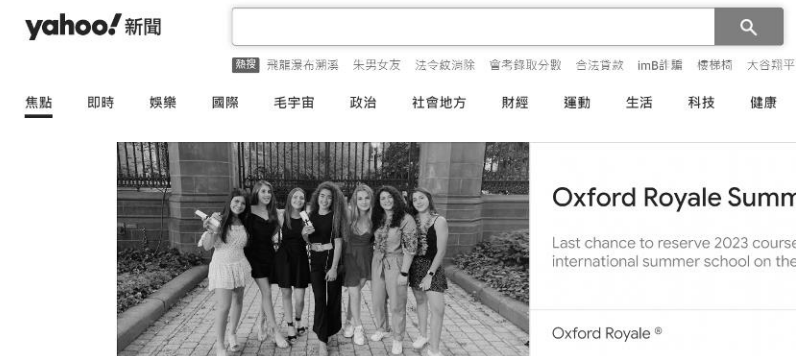 yahoo! 新聞
熱搜 飛龍瀑布溯溪 朱男女友 法令紋消除 會考錄取分數 合法貸款 imB詐騙 樓梯椅 大谷翔平
焦點 即時 娛樂 國際 毛宇宙 政治 社會地方 財經 運動 生活 科技 健康
Oxford Royale Summ
Last chance to reserve 2023 course
international summer school on the
Oxford Royale ®